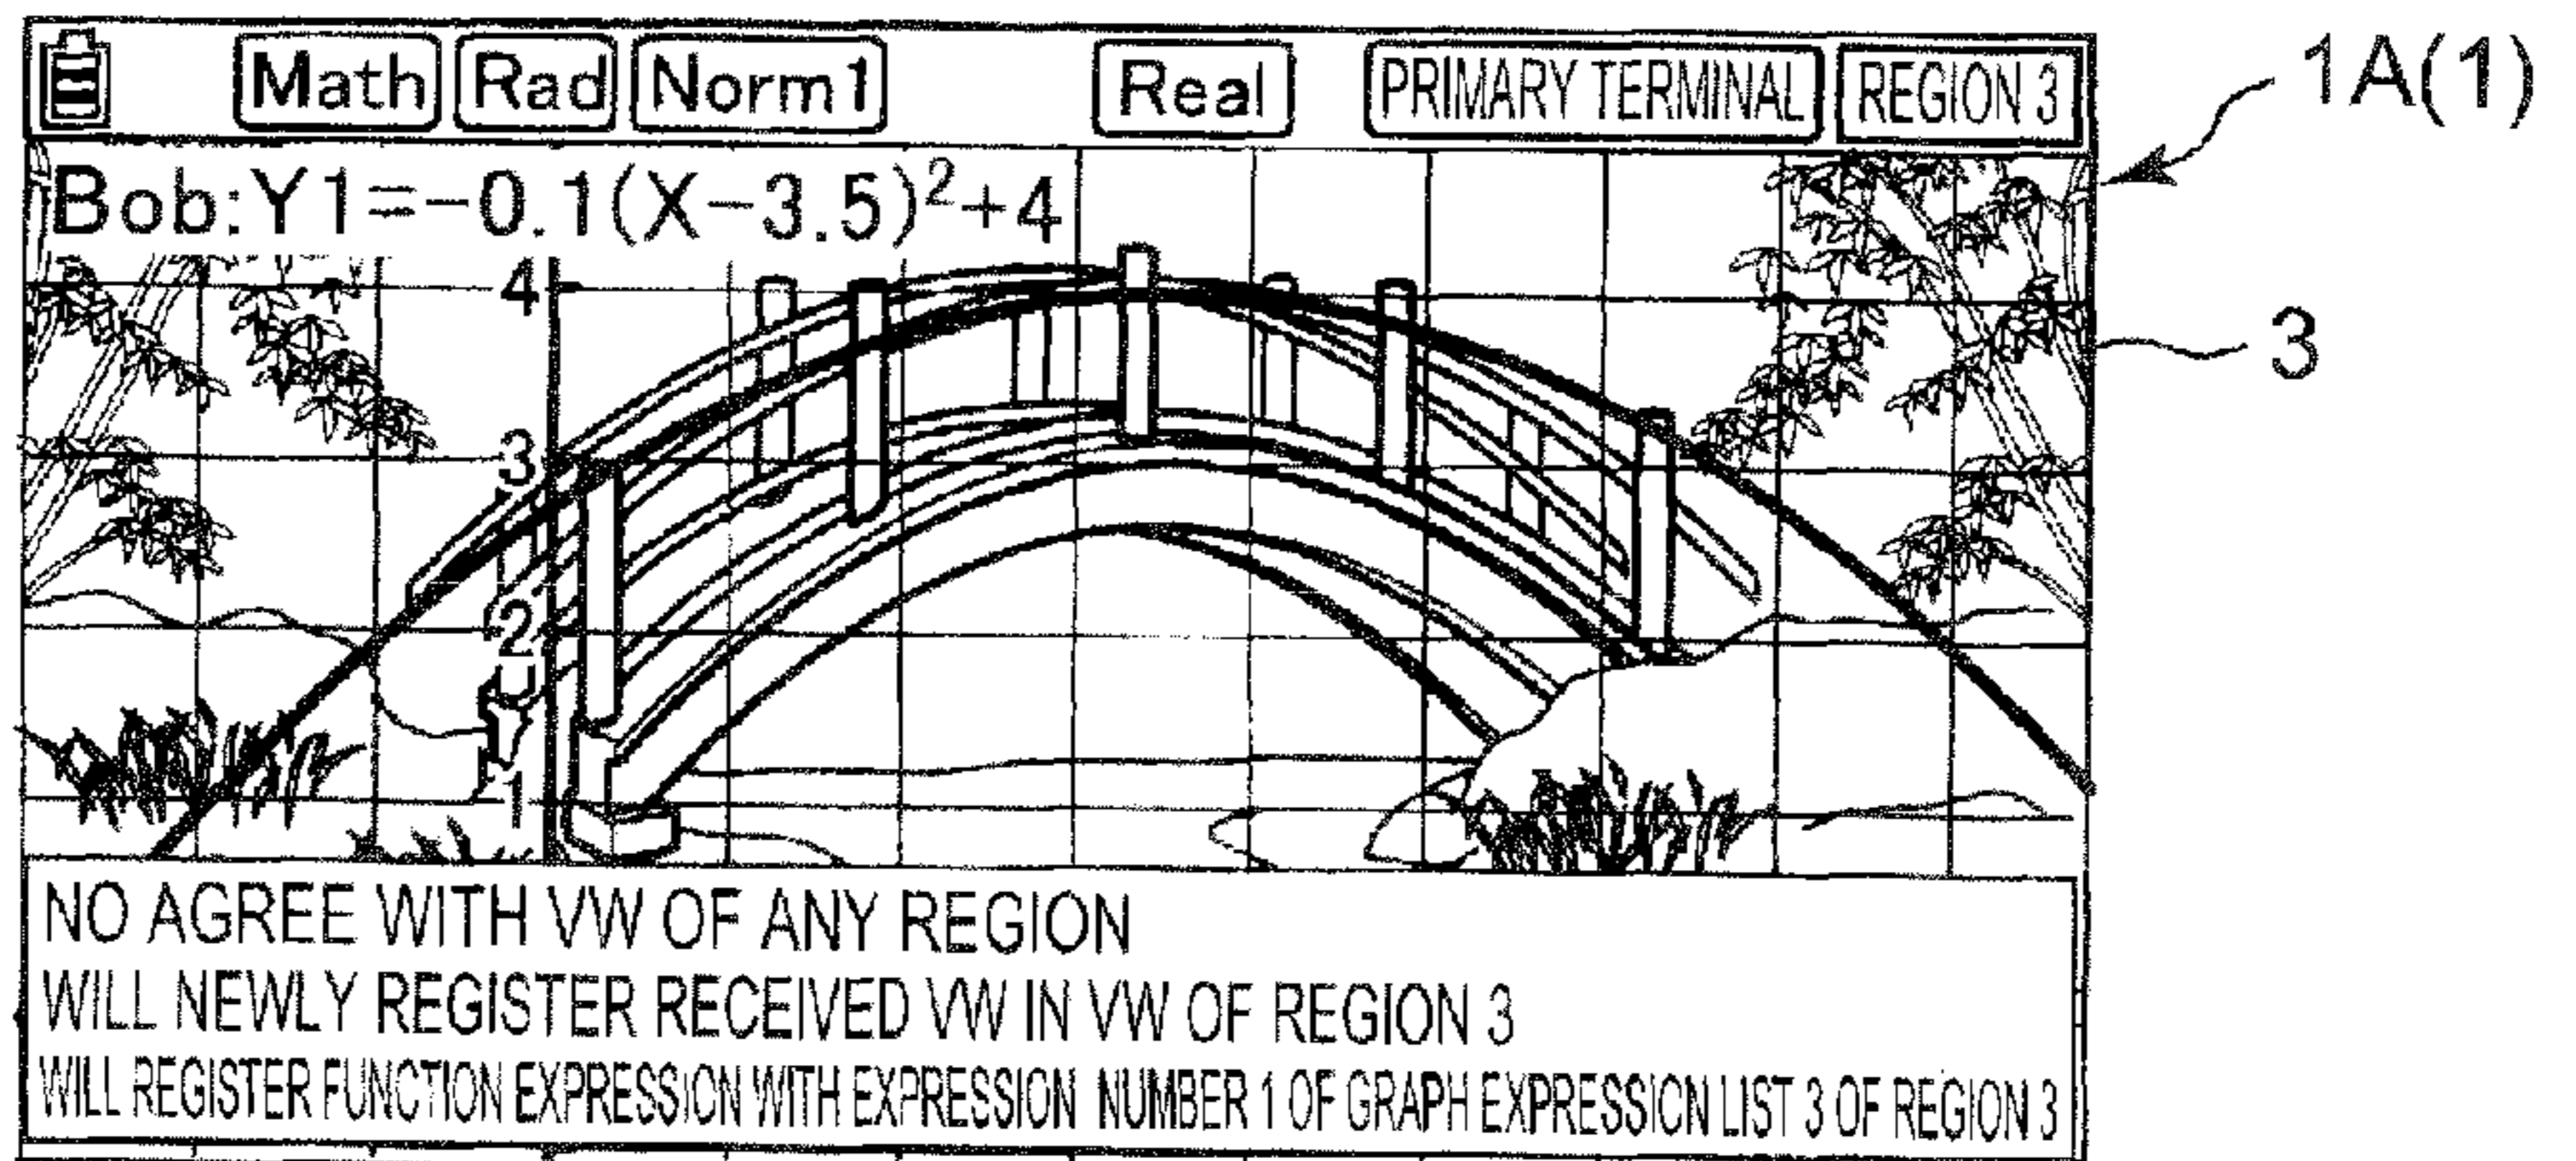 Math Rad Norm1 Real PRIMARY TERMINAL REGION 3
1A(1)
Bob:Y1=-0.1(X-3.5)²+4
4
3
3
2
1
NO AGREE WITH VW OF ANY REGION
WILL NEWLY REGISTER RECEIVED VW IN VW OF REGION 3
WILL REGISTER FUNCTION EXPRESSION WITH EXPRESSION NUMBER 1 OF GRAPH EXPRESSION LIST 3 OF REGION 3